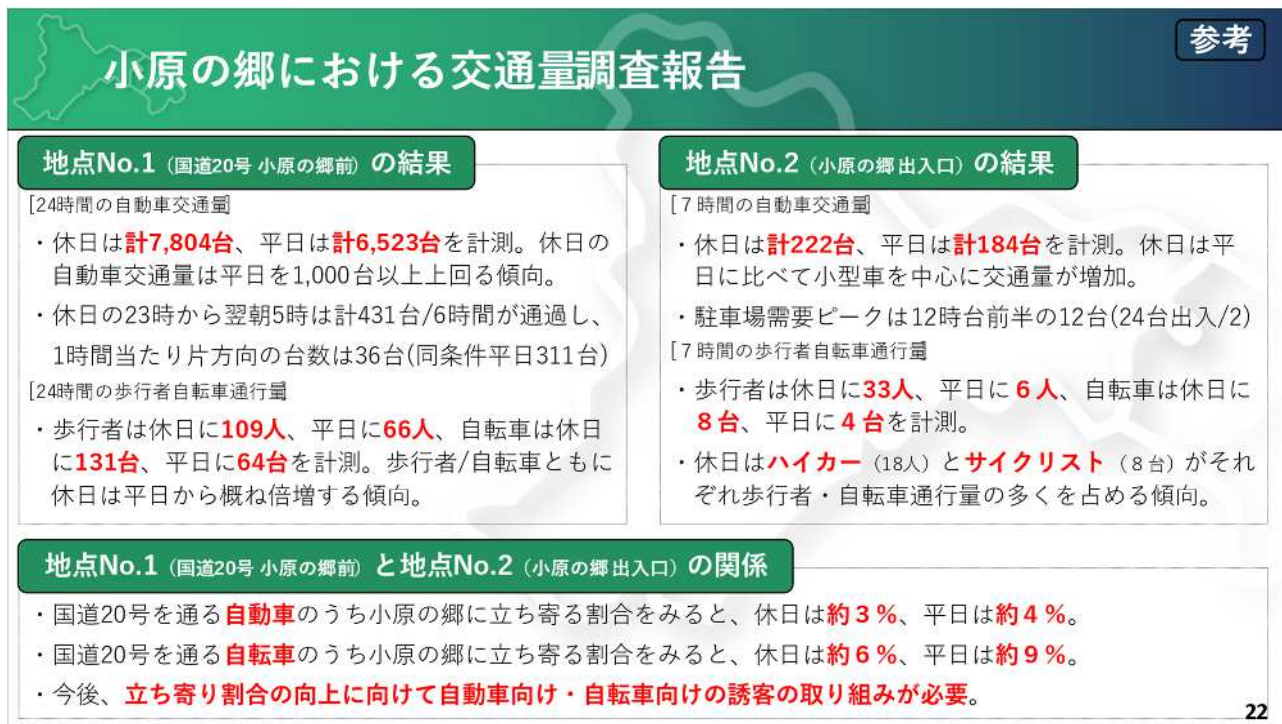 小原の郷における交通量調査報告
参考
地点No.1（国道20号 小原の郷前）の結果
[24時間の自動車交通量]
・休日は計7,804台、平日は計6,523台を計測。休日の
自動車交通量は平日を1,000台以上上回る傾向。
・休日の23時から翌朝5時は計431台/6時間が通過し、
1時間当たり片方向の台数は36台(同条件平日311台)
[24時間の歩行者自転車通行量]
・歩行者は休日に109人、平日に66人、自転車は休日
に131台、平日に64台を計測。歩行者/自転車ともに
休日は平日から概ね倍増する傾向。
地点No.2（小原の郷 出入口）の結果
[７時間の自動車交通量]
・休日は計222台、平日は計184台を計測。休日は平
日に比べて小型車を中心に交通量が増加。
・駐車場需要ピークは12時台前半の12台(24台出入/2)
[７時間の歩行者自転車通行量]
・歩行者は休日に33人、平日に６人、自転車は休日に
８台、平日に４台を計測。
・休日はハイカー（18人）とサイクリスト（８台）がそれ
ぞれ歩行者・自転車通行量の多くを占める傾向。
地点No.1（国道20号 小原の郷前）と地点No.2（小原の郷 出入口）の関係
・国道20号を通る自動車のうち小原の郷に立ち寄る割合をみると、休日は約３％、平日は約４％。
・国道20号を通る自転車のうち小原の郷に立ち寄る割合をみると、休日は約６％、平日は約９％。
・今後、立ち寄り割合の向上に向けて自動車向け・自転車向けの誘客の取り組みが必要。
22